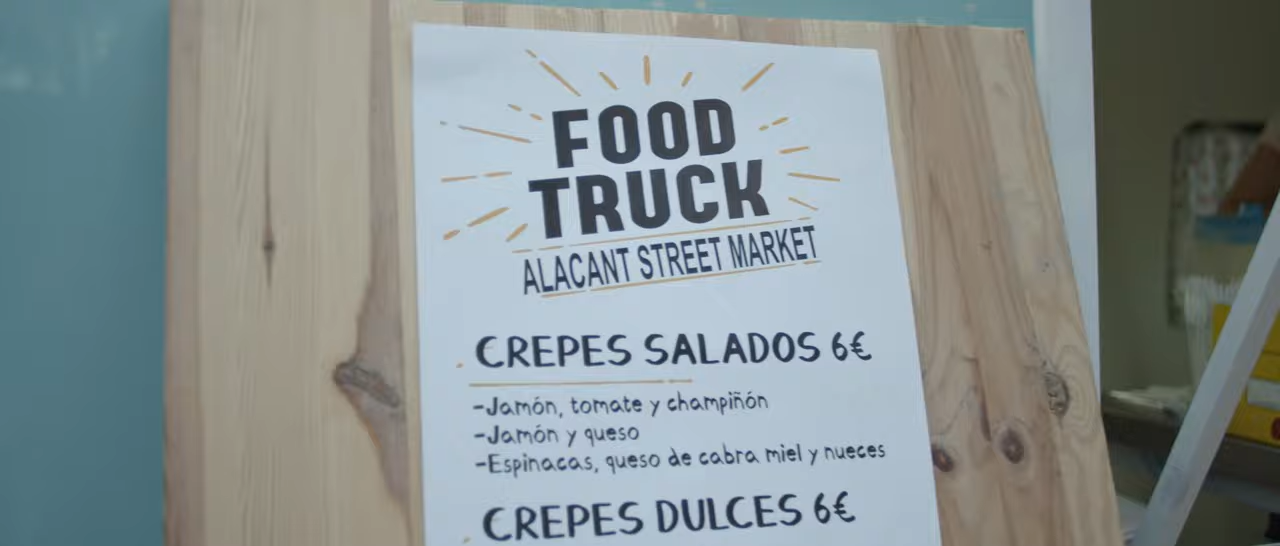 FOOD
TRUCK
ALACANT STREET MARKET
CREPES SALADOS 6€
-Jamón, tomate y champiñón
-Jamón y queso
-Espinacas, queso de cabra miel y nueces
CREPES DULCES 6€